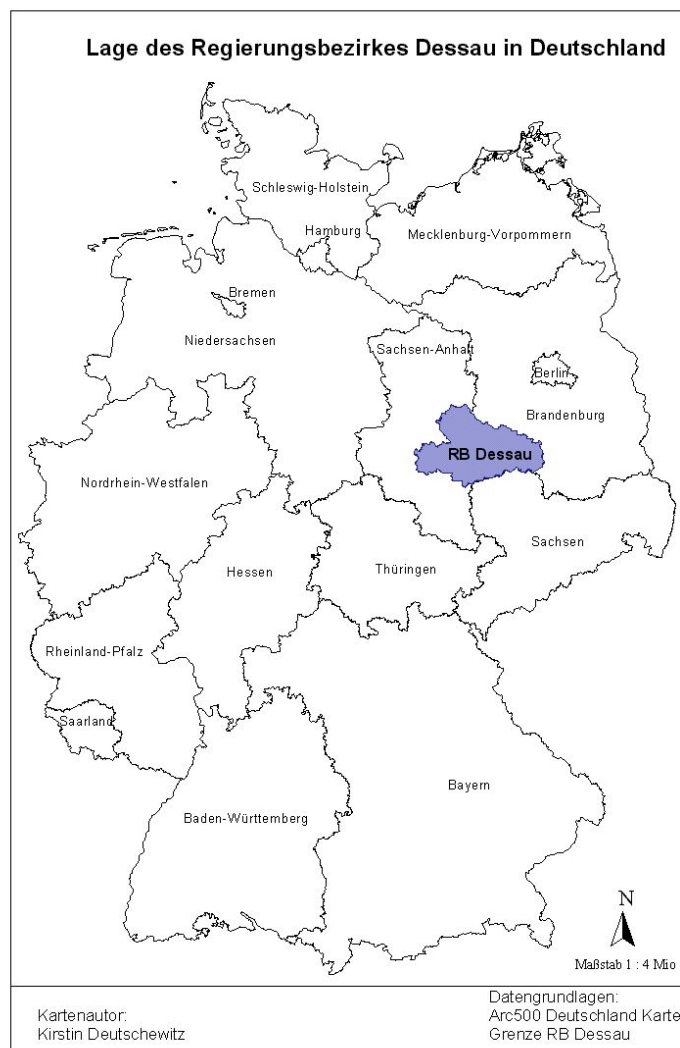 Lage des Regierungsbezirkes Dessau in Deutschland
Schleswig-Holstein
Hamburg
Mecklenburg-Vorpommern
Bremen
Niedersachsen
Sachsen-Anhalt
Berlin
Brandenburg
RB Dessau
Nordrhein-Westfalen
Sachsen
Hessen
Thüringen
Rheinland-Pfalz
Saarland
Bayern
Baden-Württemberg
N
Maßstab 1 : 4 Mio
Kartenautor:
Kirstin Deutschewitz
Datengrundlagen:
Arc500 Deutschland Karte
Grenze RB Dessau